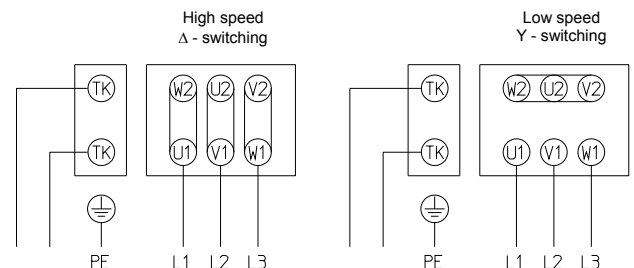 High speed
Δ - switching
Low speed
Y - switching
TK W2 U2 V2
TK U1 V1 W1
PE L1 L2 L3
TK W2 U2 V2
TK U1 V1 W1
PE L1 L2 L3